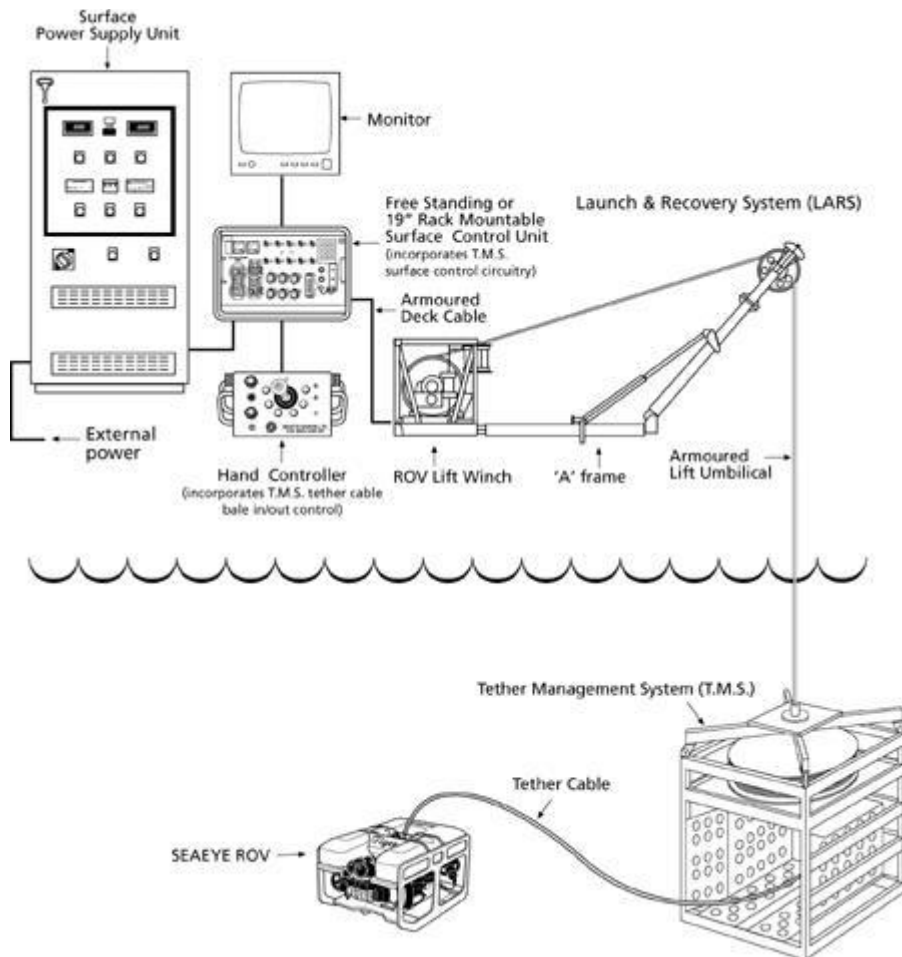 Surface
Power Supply Unit
Monitor
Free Standing or
19" Rack Mountable
Surface Control Unit
(incorporates T.M.S.
surface control circuitry)
Launch & Recovery System (LARS)
Armoured
Deck Cable
External
power
Hand Controller
(incorporates T.M.S. tether cable
bale in/out control)
ROV Lift Winch
'A' frame
Armoured
Lift Umbilical
Tether Management System (T.M.S.)
Tether Cable
SEAEYE ROV